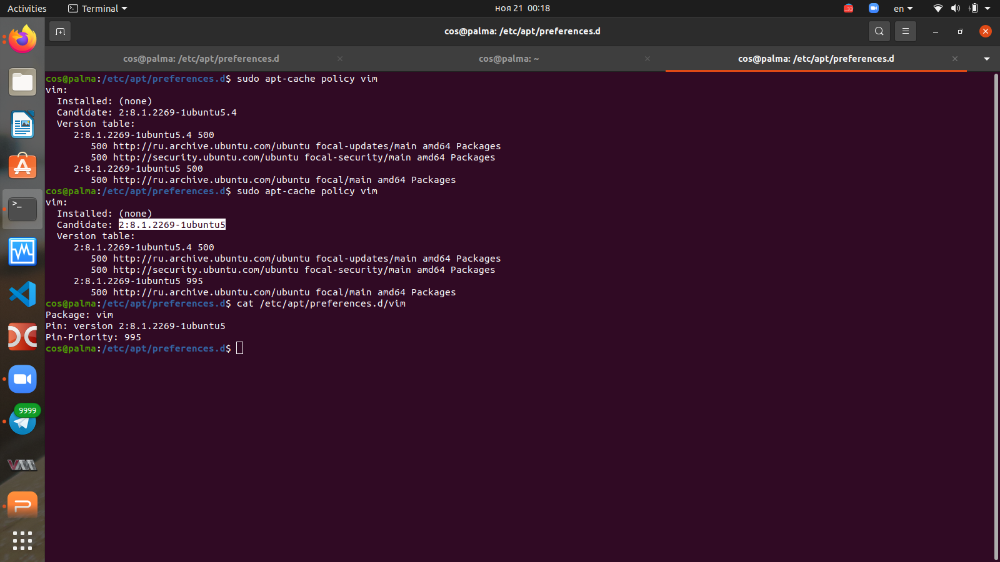 Activities Terminal ноя 21 00:18 33 en
cos@palma: /etc/apt/preferences.d
cos@palma: /etc/apt/preferences.d cos@palma: ~ cos@palma: /etc/apt/preferences.d
cos@palma:/etc/apt/preferences.d$ sudo apt-cache policy vim
vim:
  Installed: (none)
  Candidate: 2:8.1.2269-1ubuntu5.4
  Version table:
     2:8.1.2269-1ubuntu5.4 500
        500 http://ru.archive.ubuntu.com/ubuntu focal-updates/main amd64 Packages
        500 http://security.ubuntu.com/ubuntu focal-security/main amd64 Packages
     2:8.1.2269-1ubuntu5 500
        500 http://ru.archive.ubuntu.com/ubuntu focal/main amd64 Packages
cos@palma:/etc/apt/preferences.d$ sudo apt-cache policy vim
vim:
  Installed: (none)
  Candidate: 2:8.1.2269-1ubuntu5
  Version table:
     2:8.1.2269-1ubuntu5.4 500
        500 http://ru.archive.ubuntu.com/ubuntu focal-updates/main amd64 Packages
        500 http://security.ubuntu.com/ubuntu focal-security/main amd64 Packages
     2:8.1.2269-1ubuntu5 995
        500 http://ru.archive.ubuntu.com/ubuntu focal/main amd64 Packages
cos@palma:/etc/apt/preferences.d$ cat /etc/apt/preferences.d/vim
Package: vim
Pin: version 2:8.1.2269-1ubuntu5
Pin-Priority: 995
cos@palma:/etc/apt/preferences.d$
9999